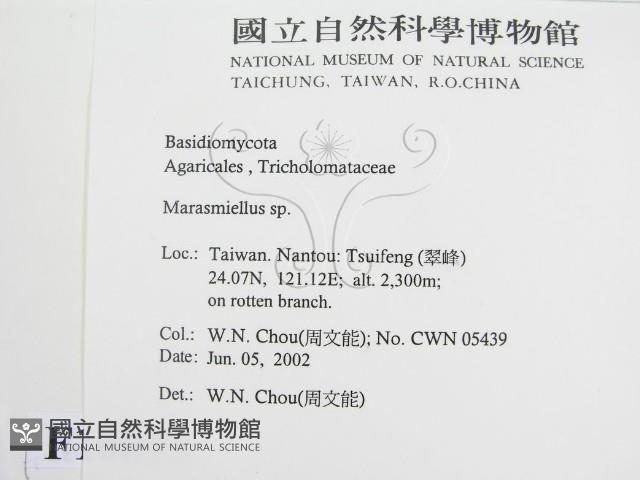 國立自然科學博物館
NATIONAL MUSEUM OF NATURAL SCIENCE
TAICHUNG, TAIWAN, R.O.CHINA
Basidiomycota
Agaricales , Tricholomataceae
Marasmiellus sp.
Loc.: Taiwan. Nantou: Tsuifeng (翠峰)
24.07N, 121.12E; alt. 2,300m;
on rotten branch.
Col.: W.N. Chou(周文能); No. CWN 05439
Date: Jun. 05, 2002
Det.: W.N. Chou(周文能)
國立自然科學博物館
NATIONAL MUSEUM OF NATURAL SCIENCE